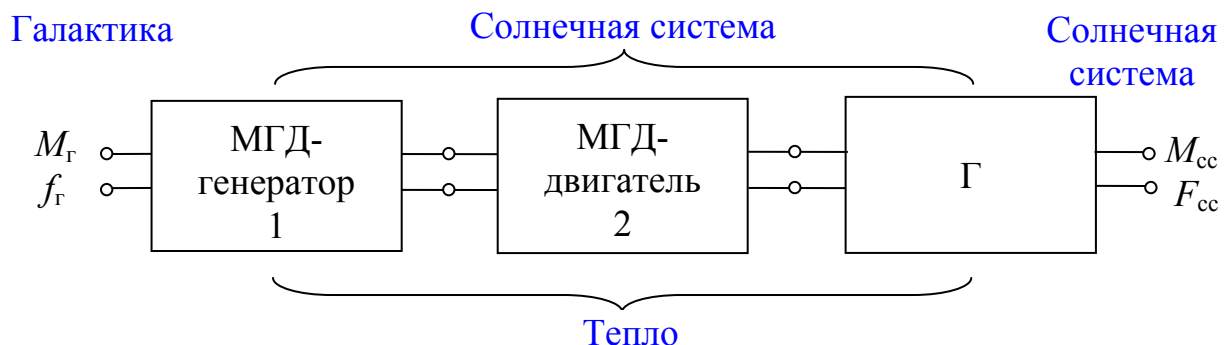 Галактика
Солнечная система
Солнечная
система
Mг
fг
МГД-
генератор
1
МГД-
двигатель
2
Г
Mсс
Fсс
Тепло